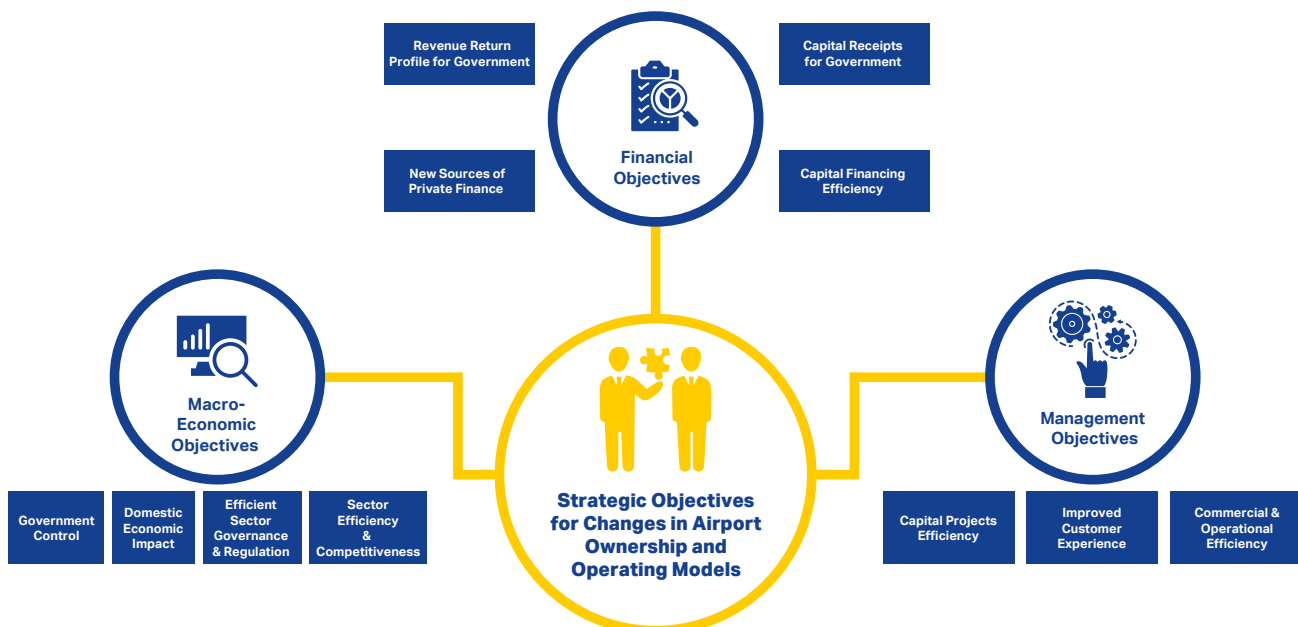 Revenue Return
Profile for Government
Capital Receipts
for Government
Financial
Objectives
New Sources of
Private Finance
Capital Financing
Efficiency
Macro-
Economic
Objectives
Management
Objectives
Government
Control
Domestic
Economic
Impact
Efficient
Sector
Governance
& Regulation
Sector
Efficiency
&
Competitiveness
Strategic Objectives
for Changes in Airport
Ownership and
Operating Models
Capital Projects
Efficiency
Improved
Customer
Experience
Commercial &
Operational
Efficiency